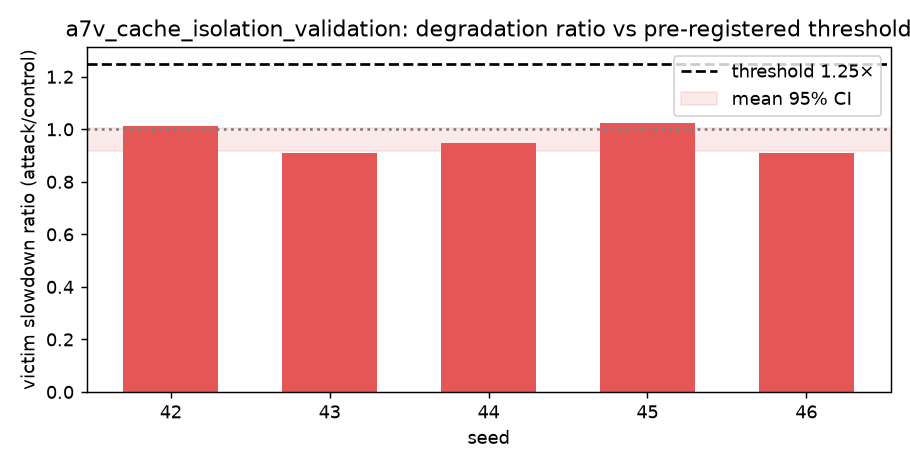 a7v_cache_isolation_validation: degradation ratio vs pre-registered threshold
threshold 1.25×
mean 95% CI
victim slowdown ratio (attack/control)
1.2
1.0
0.8
0.6
0.4
0.2
0.0
42 43 44 45 46
seed